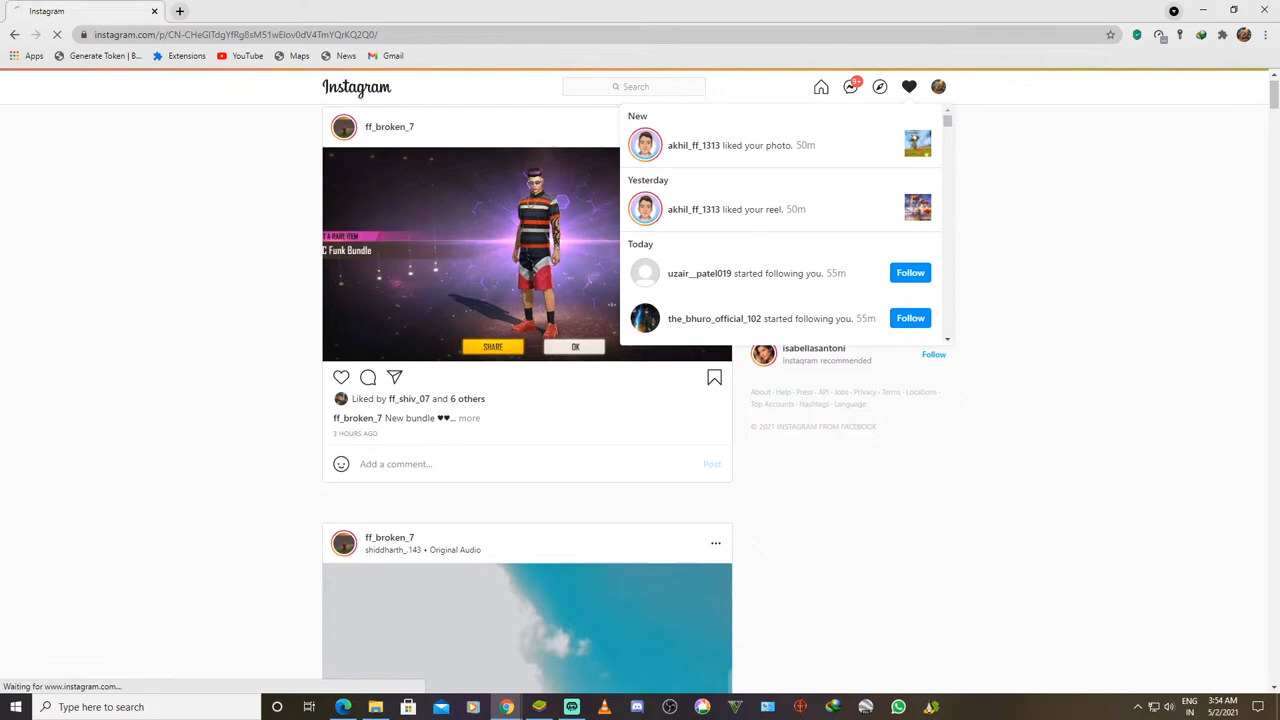 Instagram
instagram.com/p/CN-CHeGlTdgYfRg8sM51wEIov0dV4TmYQrKQ2Q0/
Apps Generate Token | B... Extensions YouTube Maps News Gmail
Instagram Search 9+
ff_broken_7
T A RARE ITEM
C Funk Bundle
SHARE OK
New
akhil_ff_1313 liked your photo. 50m
Yesterday
akhil_ff_1313 liked your reel. 50m
Today
uzair__patel019 started following you. 55m Follow
the_bhuro_official_102 started following you. 55m Follow
isabellasantoni
Instagram recommended
Follow
About · Help · Press · API · Jobs · Privacy · Terms · Locations ·
Top Accounts · Hashtags · Language
© 2021 INSTAGRAM FROM FACEBOOK
Liked by ff_shiv_07 and 6 others
ff_broken_7 New bundle ♥♥... more
3 HOURS AGO
Add a comment... Post
ff_broken_7
shiddharth_.143 • Original Audio
Waiting for www.instagram.com...
Type here to search
ENG
IN
3:54 AM
5/2/2021